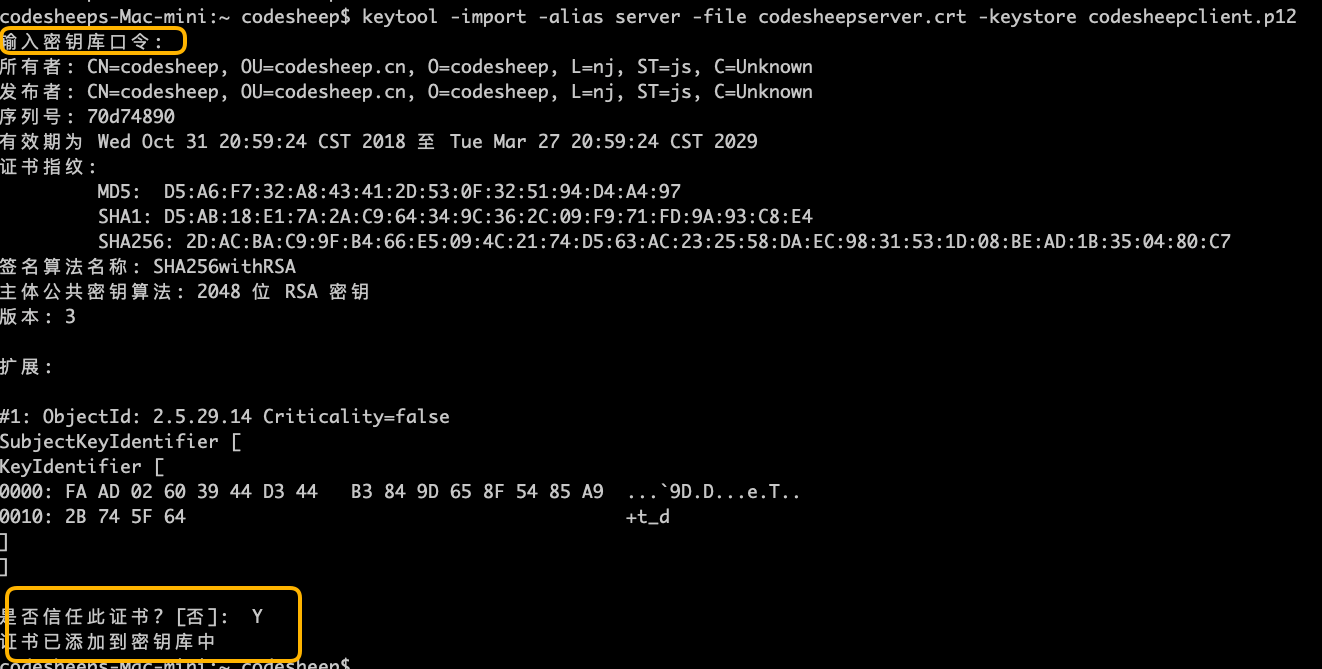 codesheeps-Mac-mini:~ codesheep$ keytool -import -alias server -file codesheepserver.crt -keystore codesheepclient.p12
输入密钥库口令:
所有者: CN=codesheep, OU=codesheep.cn, O=codesheep, L=nj, ST=js, C=Unknown
发布者: CN=codesheep, OU=codesheep.cn, O=codesheep, L=nj, ST=js, C=Unknown
序列号: 70d74890
有效期为 Wed Oct 31 20:59:24 CST 2018 至 Tue Mar 27 20:59:24 CST 2029
证书指纹:
MD5:  D5:A6:F7:32:A8:43:41:2D:53:0F:32:51:94:D4:A4:97
SHA1: D5:AB:18:E1:7A:2A:C9:64:34:9C:36:2C:09:F9:71:FD:9A:93:C8:E4
SHA256: 2D:AC:BA:C9:9F:B4:66:E5:09:4C:21:74:D5:63:AC:23:25:58:DA:EC:98:31:53:1D:08:BE:AD:1B:35:04:80:C7
签名算法名称: SHA256withRSA
主体公共密钥算法: 2048 位 RSA 密钥
版本: 3
扩展:
#1: ObjectId: 2.5.29.14 Criticality=false
SubjectKeyIdentifier [
KeyIdentifier [
0000: FA AD 02 60 39 44 D3 44   B3 84 9D 65 8F 54 85 A9  ...`9D.D...e.T..
0010: 2B 74 5F 64                                        +t_d
]
]
是否信任此证书? [否]:  Y
证书已添加到密钥库中
codesheeps-Mac-mini:~ codesheep$